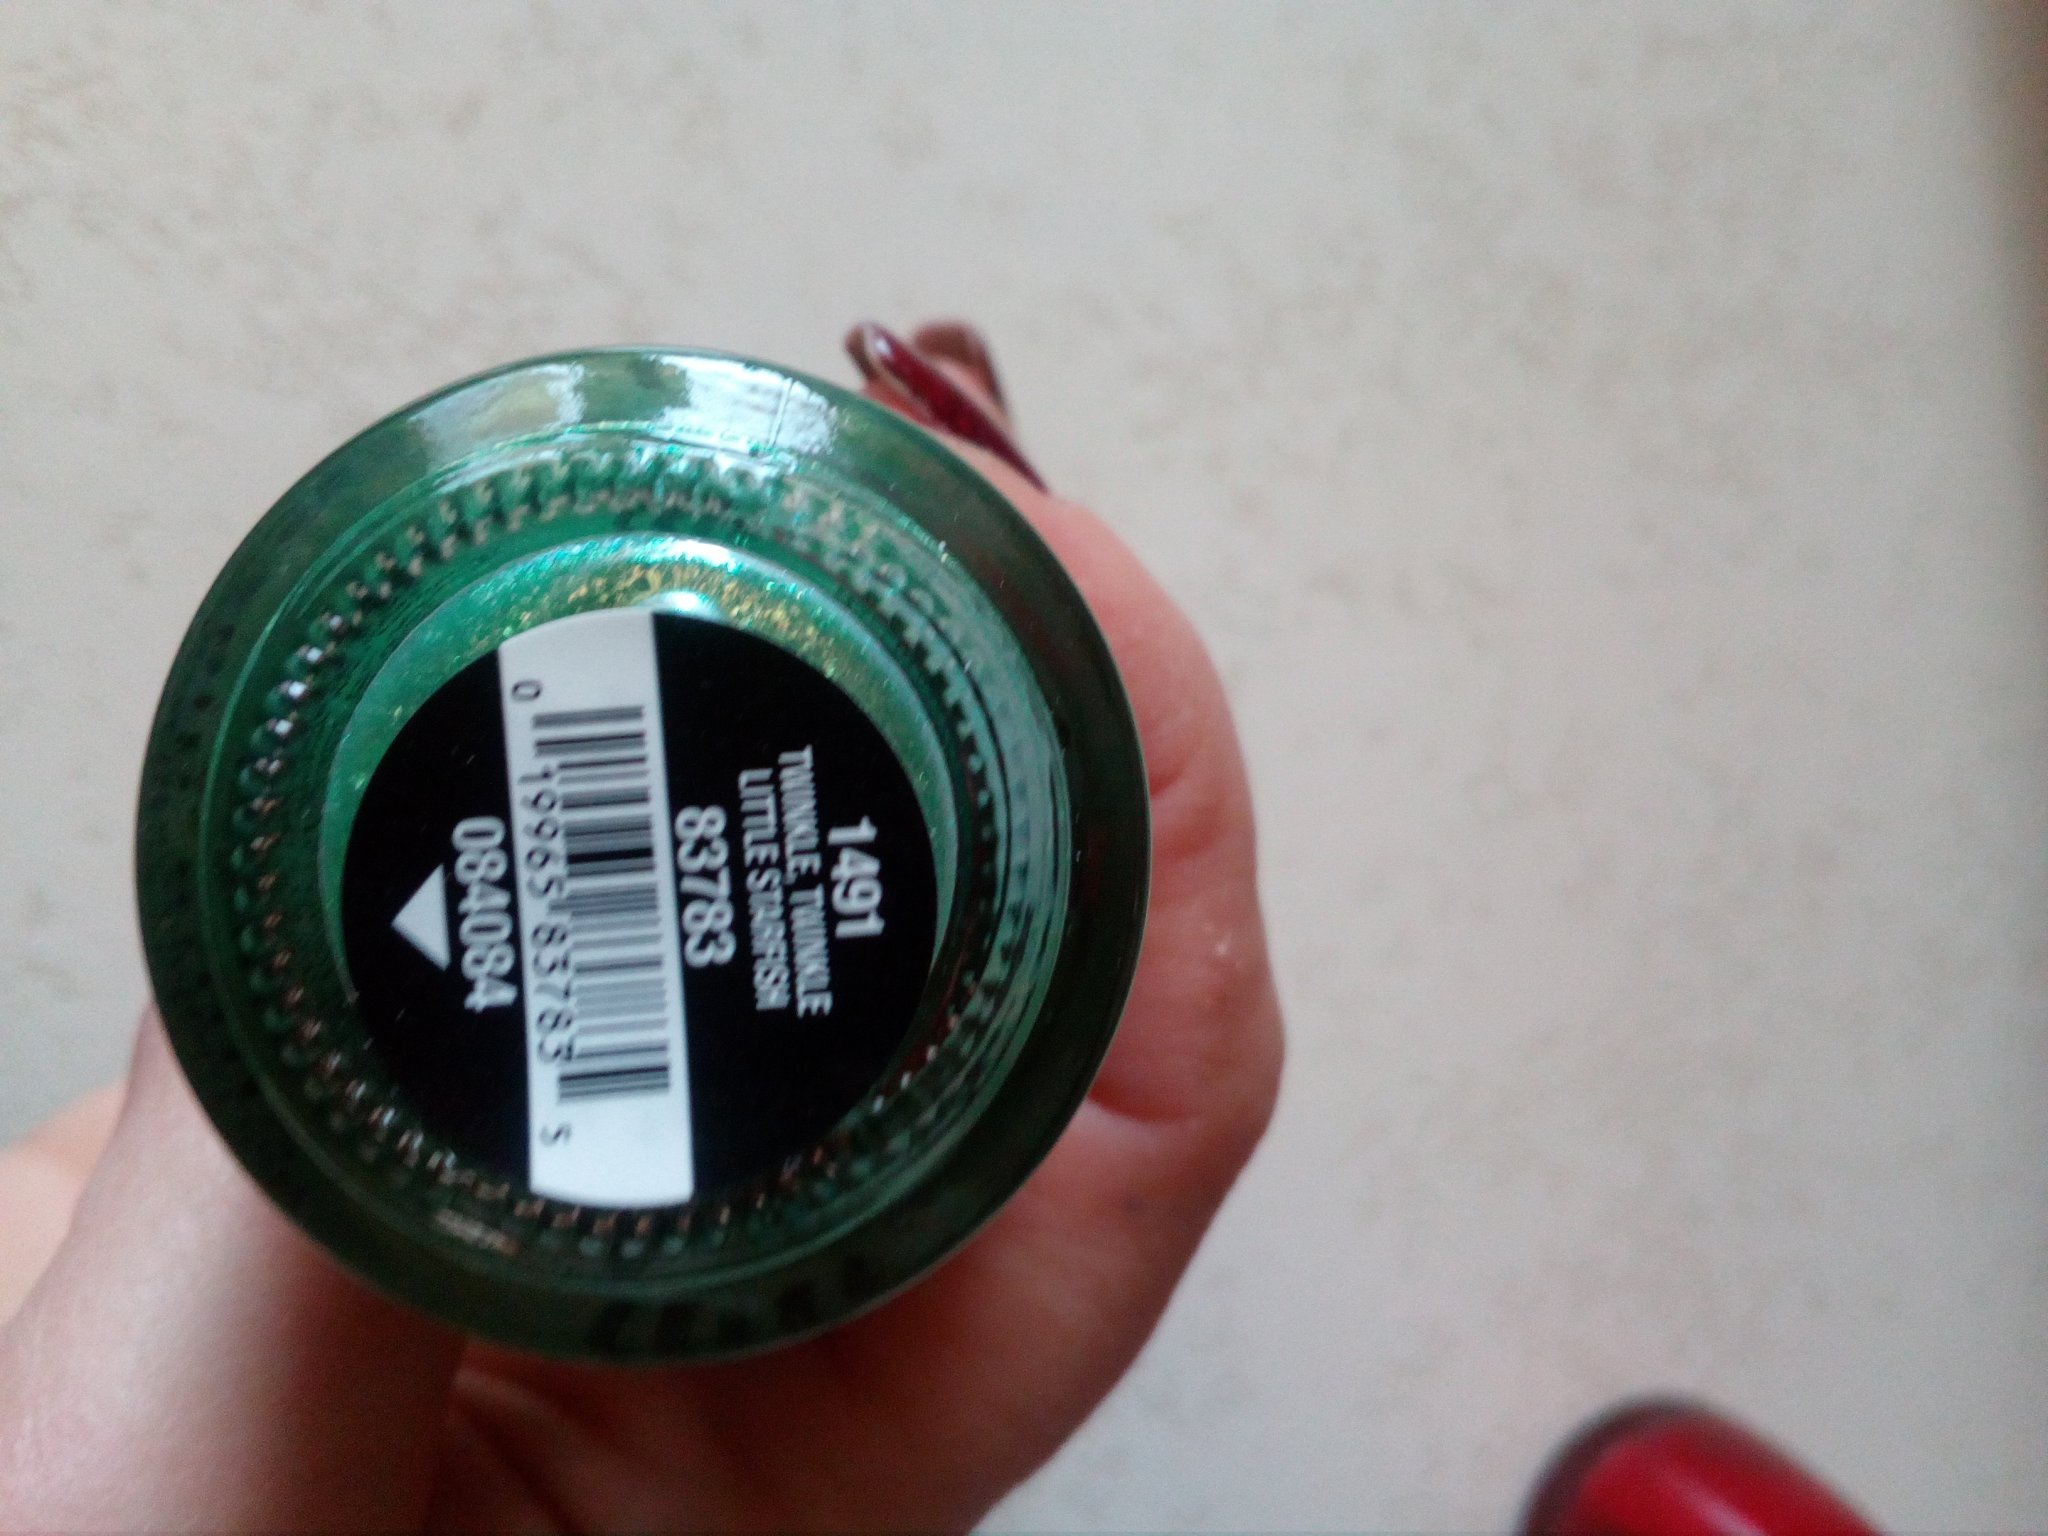 1491
TWINKLE, TWINKLE
LITTLE STARFISH
83783
0 19965 83783 5
084084